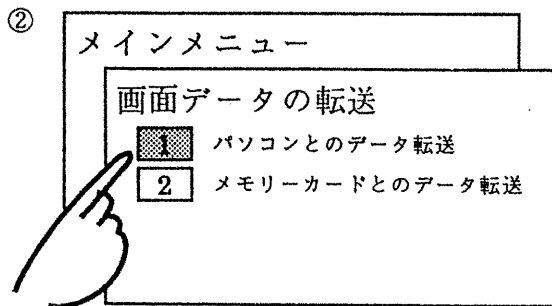 ②
メインメニュー
画面データの転送
1 パソコンとのデータ転送
2 メモリーカードとのデータ転送